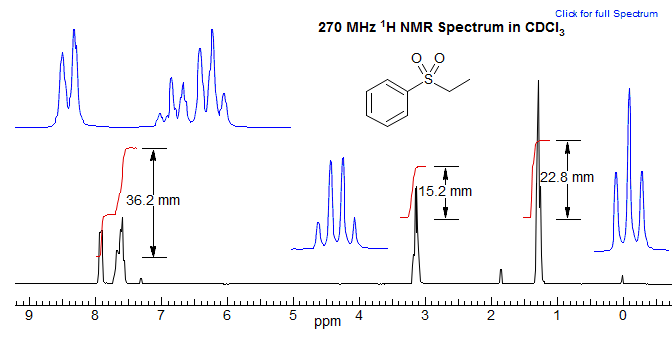 Click for full Spectrum
270 MHz ¹H NMR Spectrum in CDCl₃
O O
S
36.2 mm
15.2 mm
22.8 mm
9 8 7 6 5 4 3 2 1 0
ppm